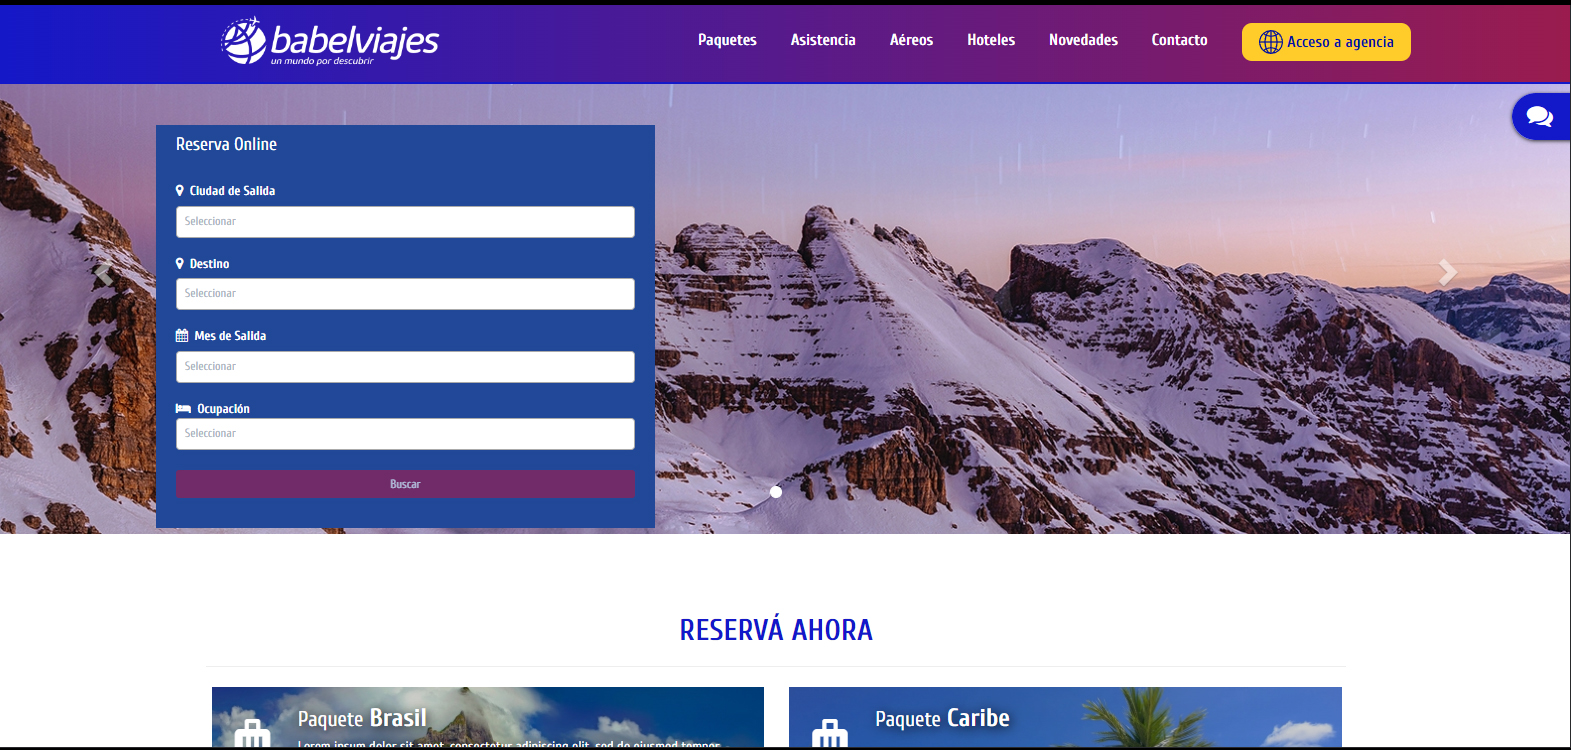 babelviajes
un mundo por descubrir
Paquetes Asistencia Aéreos Hoteles Novedades Contacto Acceso a agencia
Reserva Online
Ciudad de Salida
Seleccionar
Destino
Seleccionar
Mes de Salida
Seleccionar
Ocupación
Seleccionar
Buscar
RESERVÁ AHORA
Paquete Brasil
Lorem ipsum dolor sit amet, consectetur adipiscing elit, sed do eiusmod tempor
Paquete Caribe